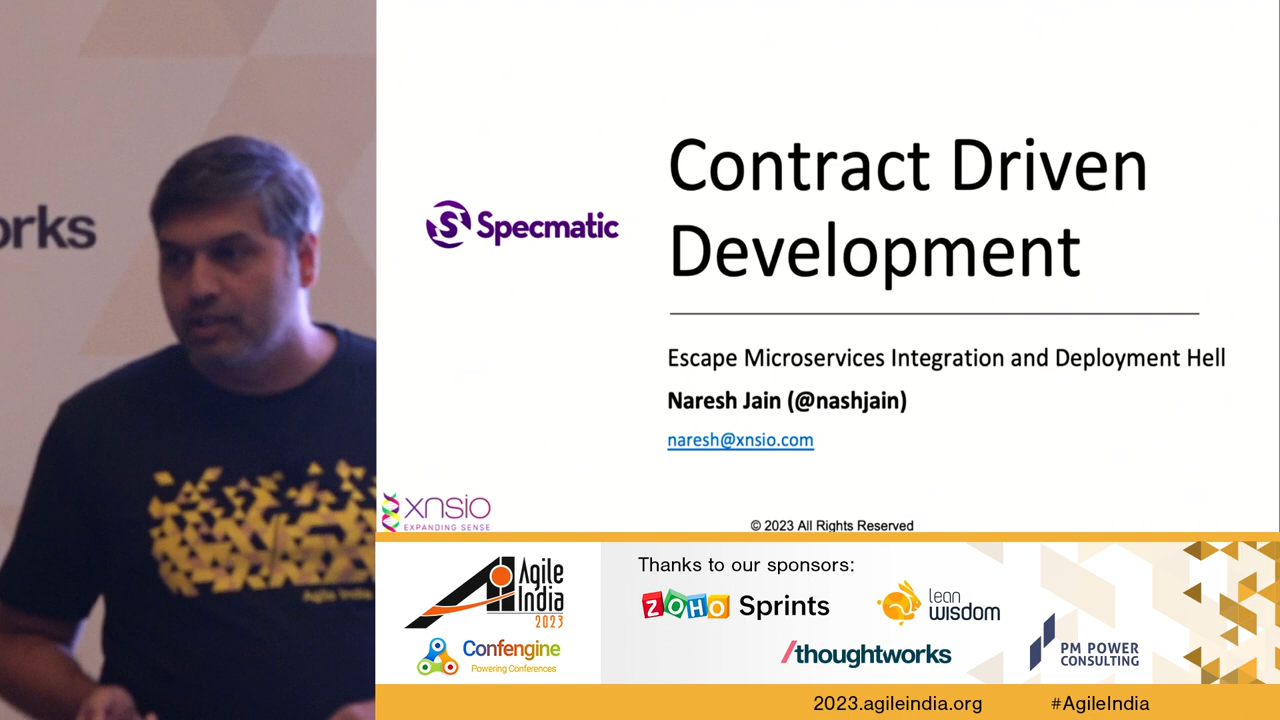 orks
Agile India
Specmatic
Contract Driven
Development
Escape Microservices Integration and Deployment Hell
Naresh Jain (@nashjain)
naresh@xnsio.com
xnsio
EXPANDING SENSE
© 2023 All Rights Reserved
Agile
India
2023
Confengine
Powering Conferences
Thanks to our sponsors:
ZOHO Sprints
lean
wisdom
/thoughtworks
PM POWER
CONSULTING
2023.agileindia.org
#AgileIndia